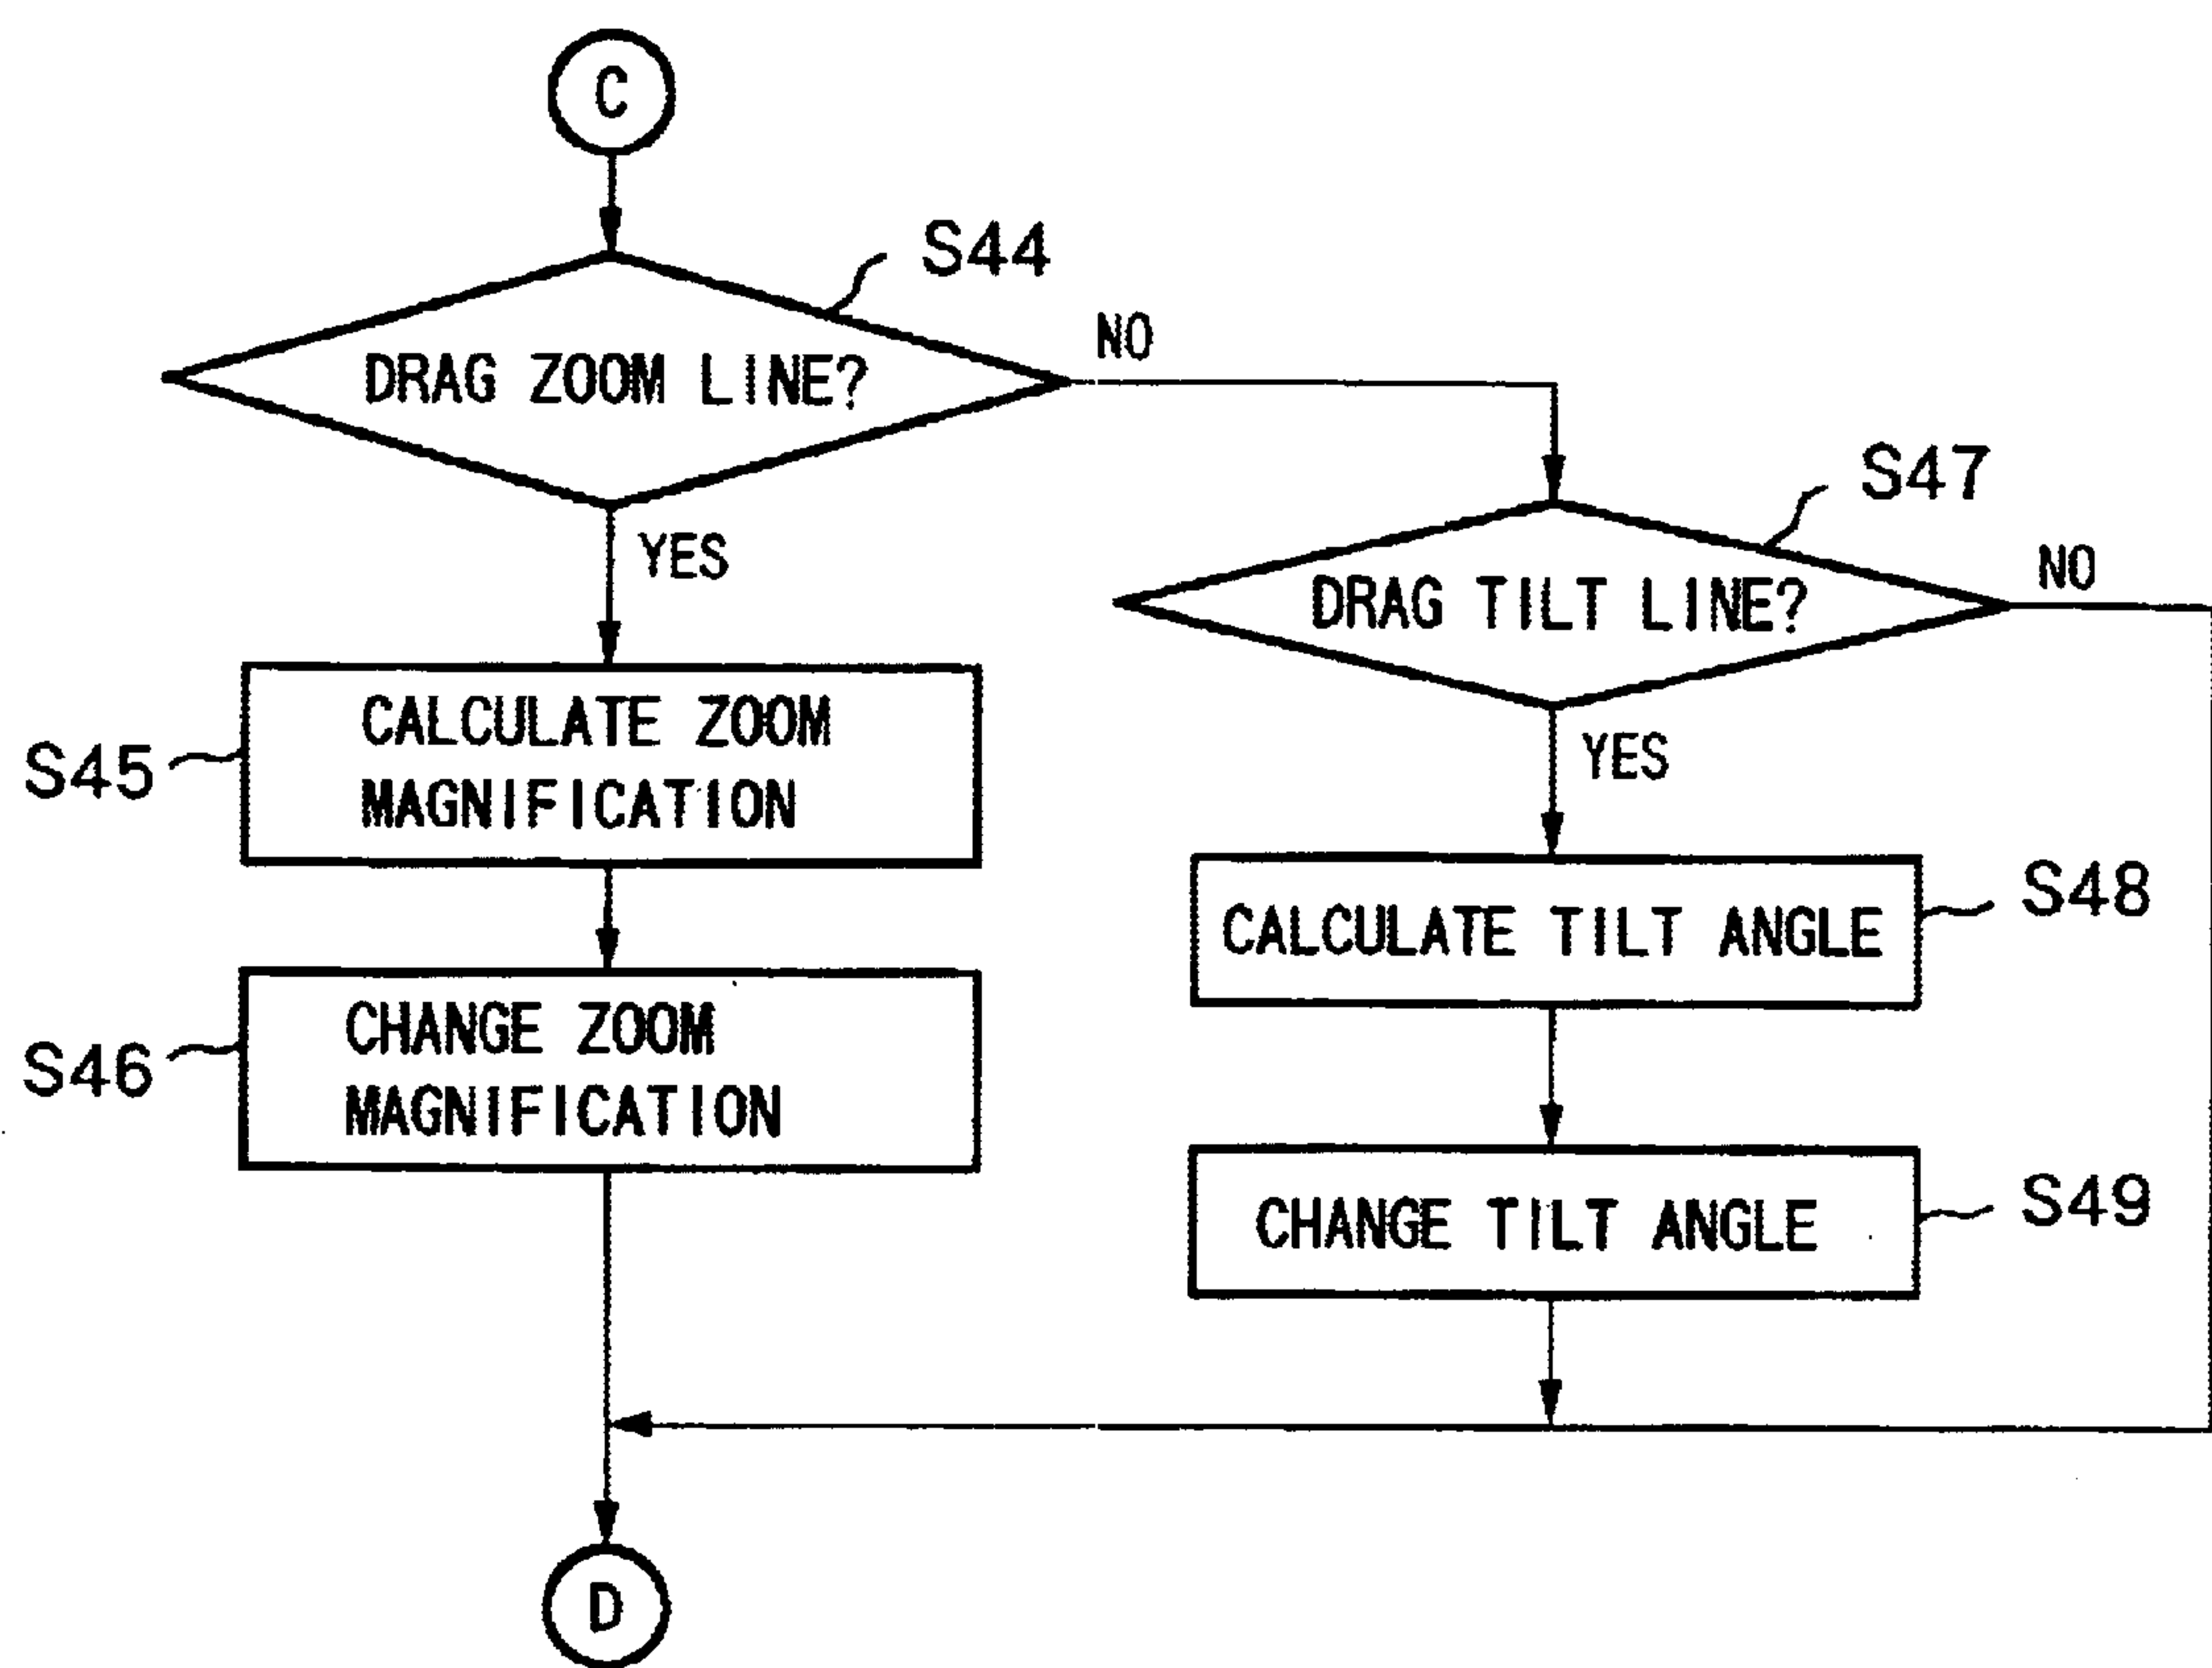 C
S44
DRAG ZOOM LINE?
NO
YES
S47
DRAG TILT LINE?
NO
YES
S45
CALCULATE ZOOM
MAGNIFICATION
S48
CALCULATE TILT ANGLE
S46
CHANGE ZOOM
MAGNIFICATION
S49
CHANGE TILT ANGLE
D